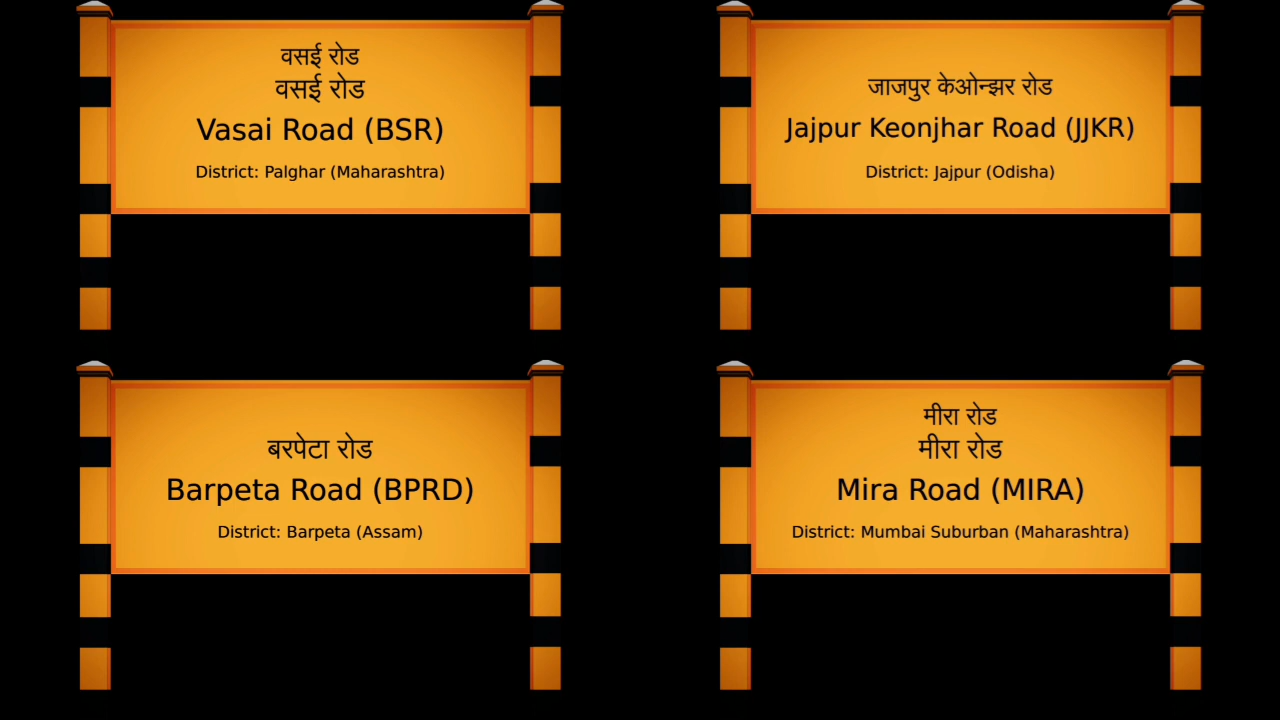 वसई रोड
वसई रोड
Vasai Road (BSR)
District: Palghar (Maharashtra)
जाजपुर केओन्झर रोड
Jajpur Keonjhar Road (JJKR)
District: Jajpur (Odisha)
बरपेटा रोड
Barpeta Road (BPRD)
District: Barpeta (Assam)
मीरा रोड
मीरा रोड
Mira Road (MIRA)
District: Mumbai Suburban (Maharashtra)